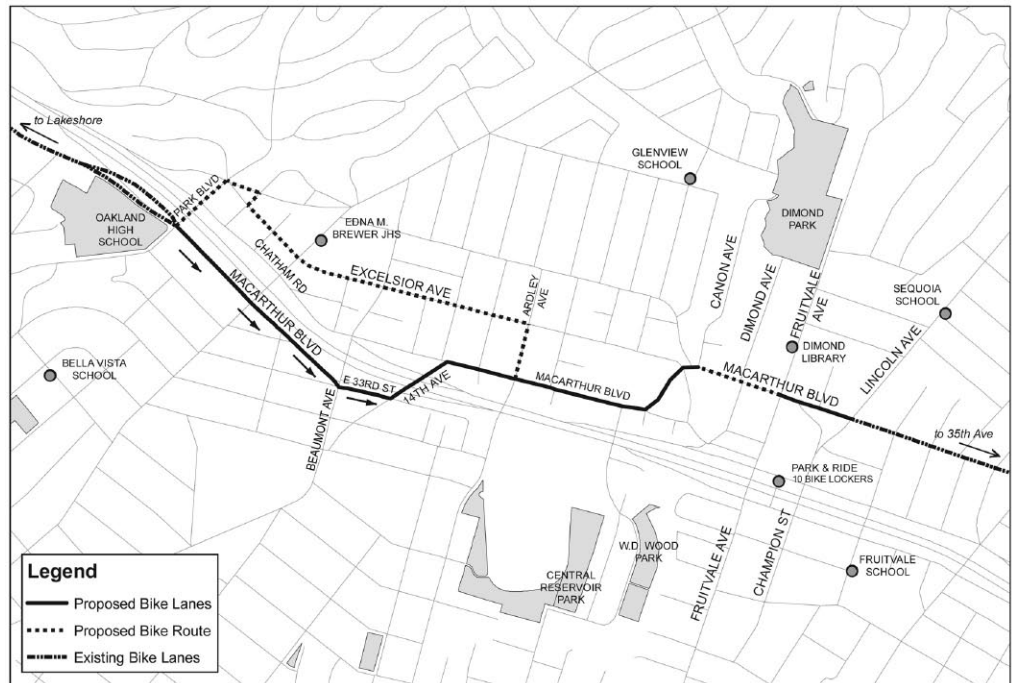 to Lakeshore
OAKLAND
HIGH
SCHOOL
PARK BLVD
EDNA M.
BREWER JHS
CHATHAM RD
EXCELSIOR AVE
ARDLEY
AVE
GLENVIEW
SCHOOL
DIMOND
PARK
CANON AVE
DIMOND AVE
FRUITVALE
AVE
SEQUOIA
SCHOOL
DIMOND
LIBRARY
LINCOLN AVE
MACARTHUR BLVD
BELLA VISTA
SCHOOL
E 33RD ST
14TH AVE
MACARTHUR BLVD
MACARTHUR BLVD
to 35th Ave
BEAUMONT AVE
PARK & RIDE
10 BIKE LOCKERS
W.D. WOOD
PARK
CENTRAL
RESERVOIR
PARK
FRUITVALE AVE
CHAMPION ST
FRUITVALE
SCHOOL
Legend
Proposed Bike Lanes
Proposed Bike Route
Existing Bike Lanes